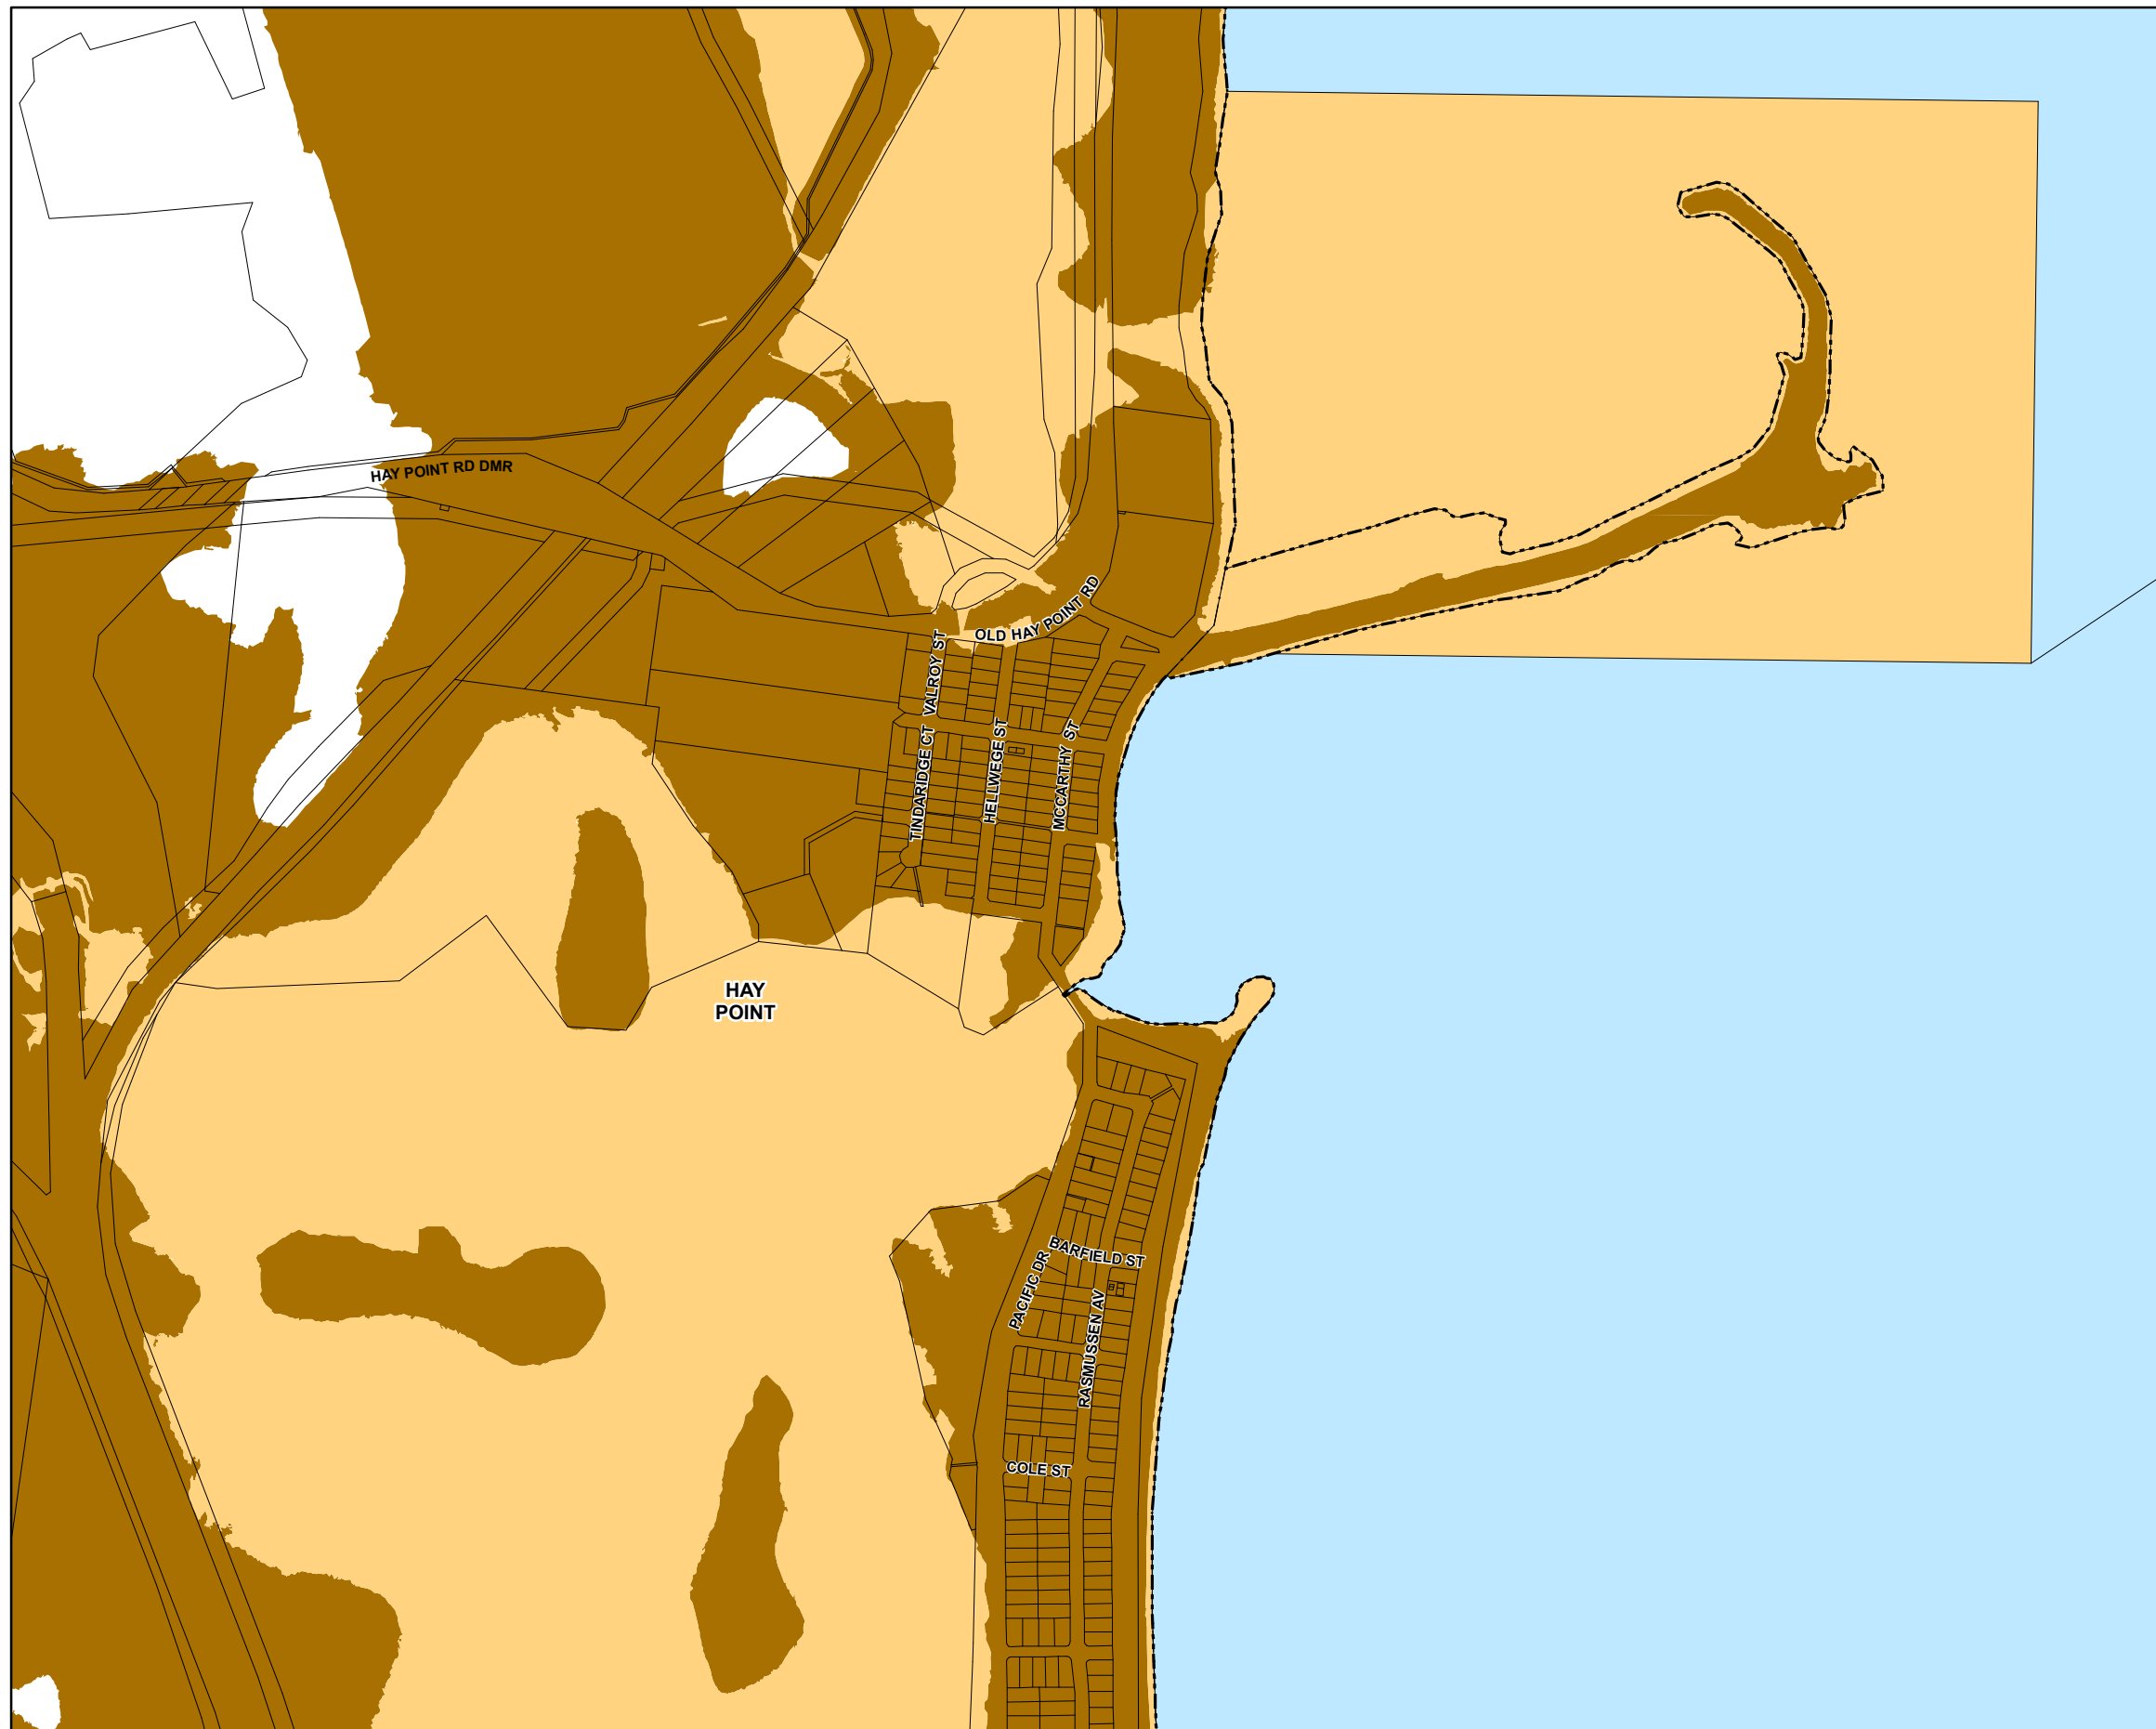 HAY POINT RD DMR
OLD HAY POINT RD
VALROY ST
TINDARIDGE CT
HELLWEGE ST
MCCARTHY ST
HAY
POINT
BARFIELD ST
PACIFIC DR
RASMUSSEN AV
COLE ST